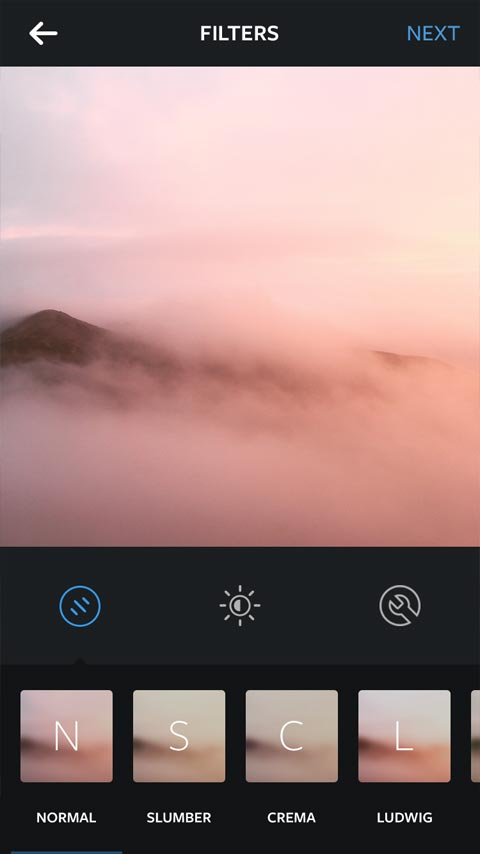 FILTERS
NEXT
N
S
C
L
NORMAL
SLUMBER
CREMA
LUDWIG